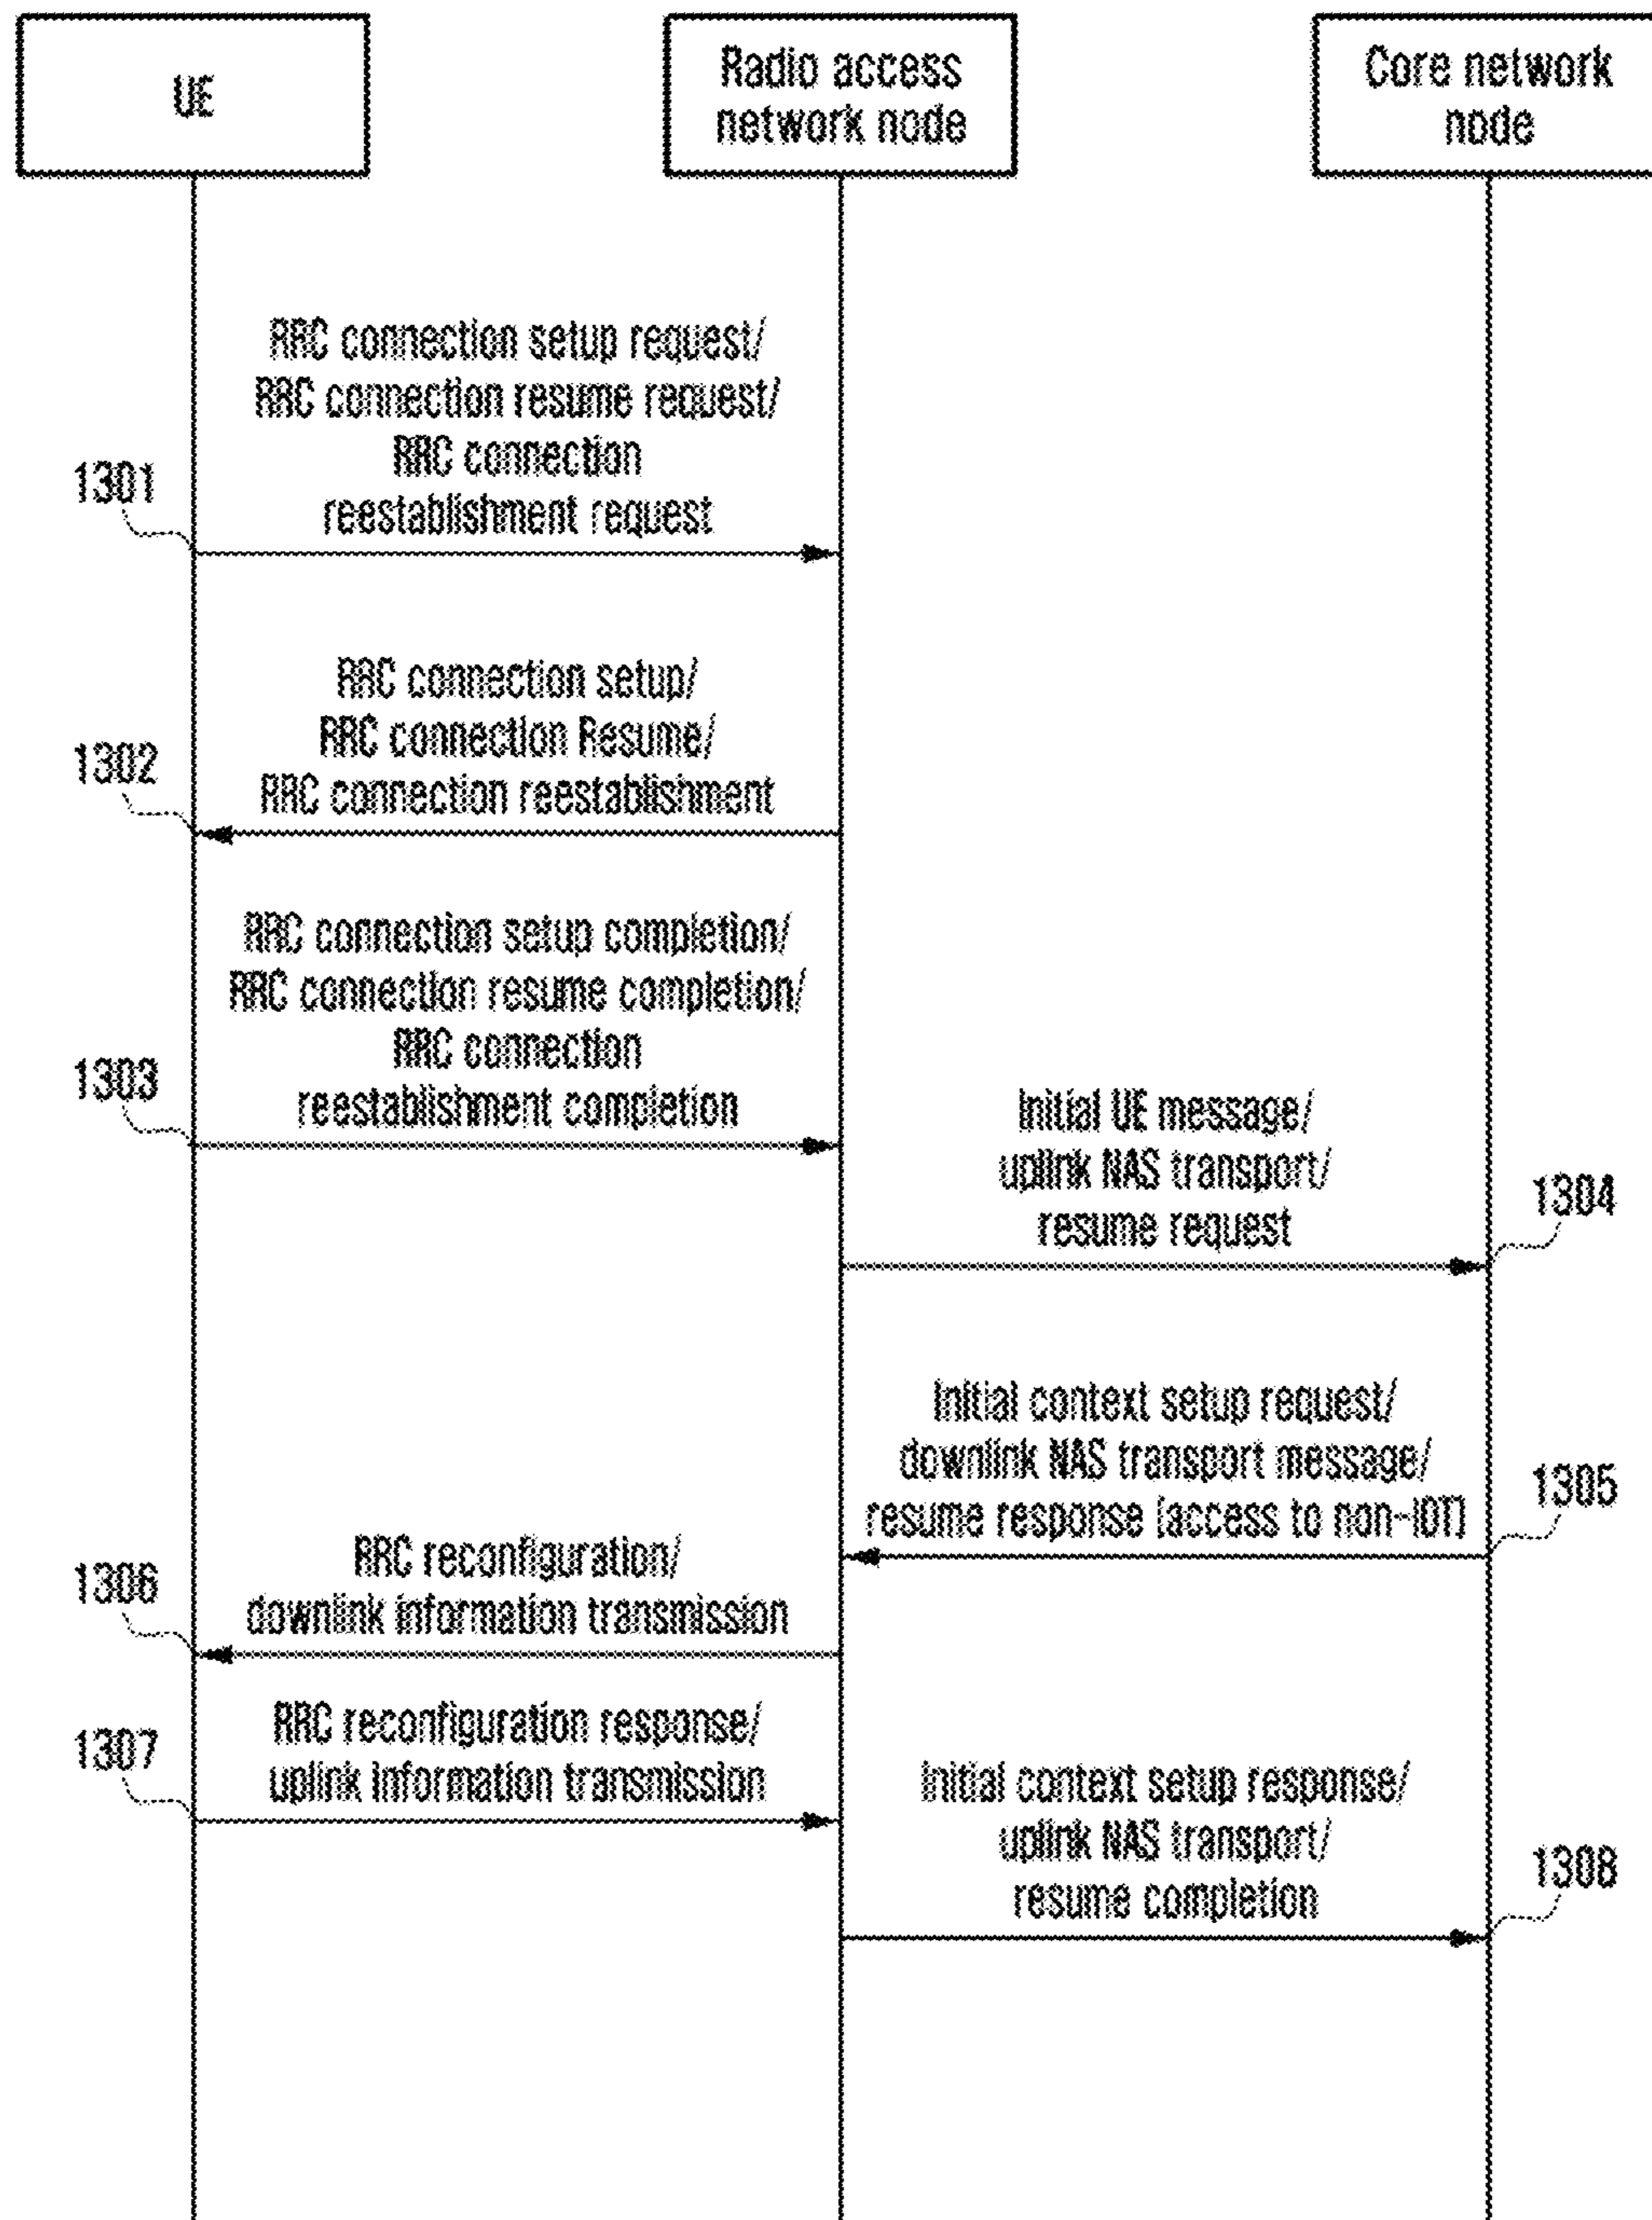 UE
Radio access
network node
Core network
node
RRC connection setup request/
RRC connection resume request/
RRC connection
reestablishment request
1301
RRC connection setup/
RRC connection Resume/
RRC connection reestablishment
1302
RRC connection setup completion/
RRC connection resume completion/
RRC connection
reestablishment completion
1303
Initial UE message/
uplink NAS transport/
resume request
1304
Initial context setup request/
downlink NAS transport message/
resume response [access to non-IOT]
1305
RRC reconfiguration/
downlink information transmission
1306
RRC reconfiguration response/
uplink information transmission
1307
Initial context setup response/
uplink NAS transport/
resume completion
1308